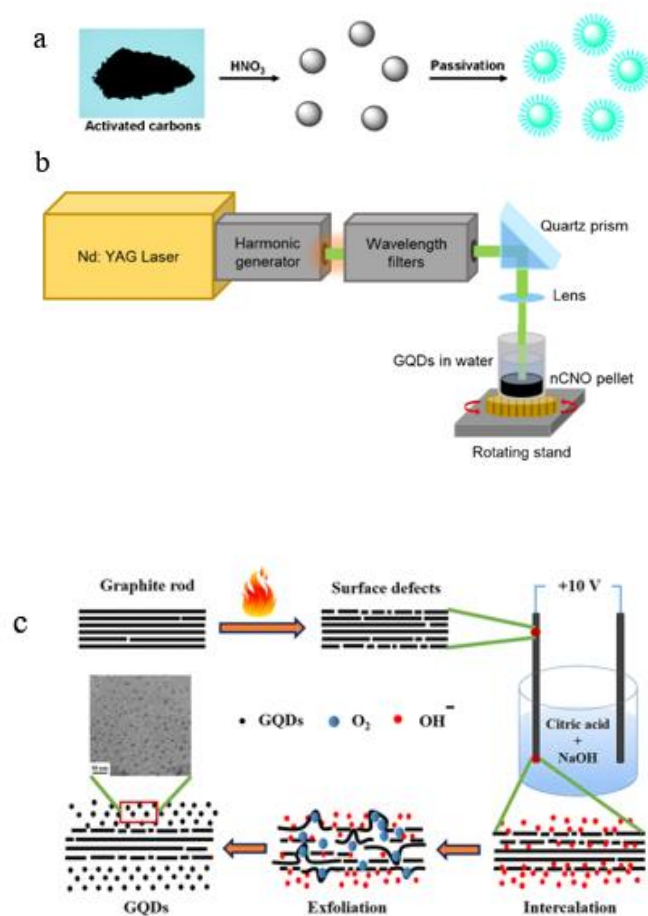 a
HNO3
Passivation
Activated carbons
b
Nd: YAG Laser
Harmonic
generator
Wavelength
filters
Quartz prism
Lens
GQDs in water
nCNO pellet
Rotating stand
c
Graphite rod
Surface defects
+10 V
GQDs
O2
OH−
Citric acid
+
NaOH
GQDs
Exfoliation
Intercalation